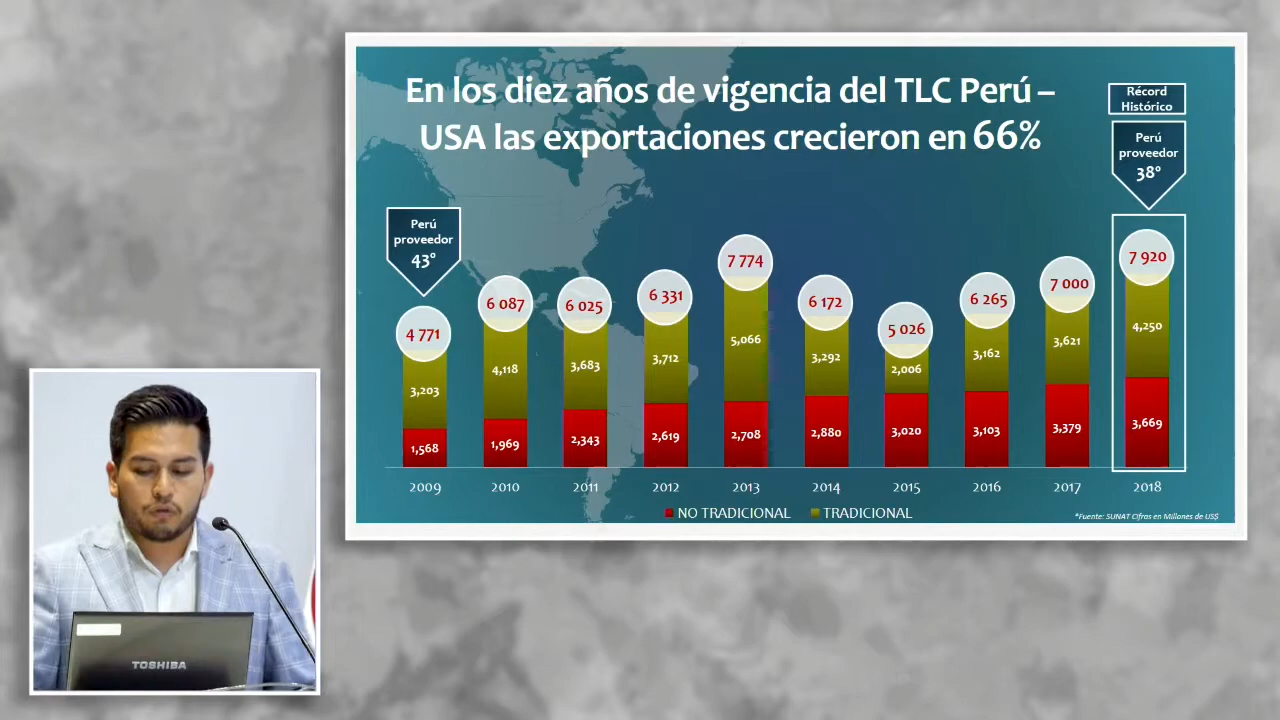 En los diez años de vigencia del TLC Perú –
USA las exportaciones crecieron en 66%
Récord
Histórico
Perú
proveedor
38°
Perú
proveedor
43°
4 771
6 087
6 025
6 331
7 774
6 172
5 026
6 265
7 000
7 920
3,203
4,118
3,683
3,712
5,066
3,292
2,006
3,162
3,621
4,250
1,568
1,969
2,343
2,619
2,708
2,880
3,020
3,103
3,379
3,669
2009 2010 2011 2012 2013 2014 2015 2016 2017 2018
NO TRADICIONAL TRADICIONAL
*Fuente: SUNAT Cifras en Millones de US$
TOSHIBA